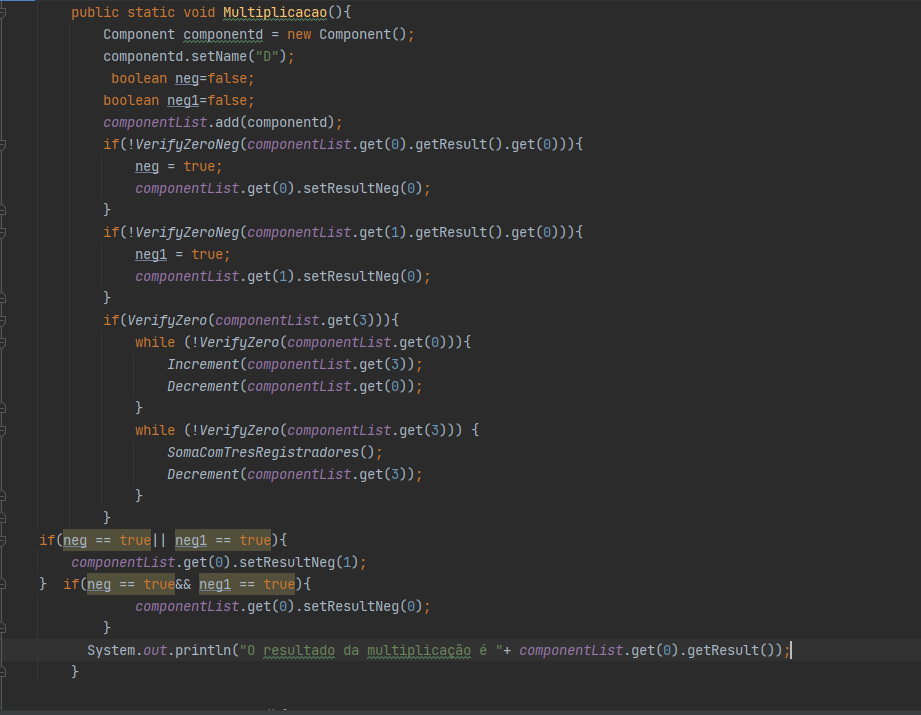 public static void Multiplicacao(){
Component componentd = new Component();
componentd.setName("D");
boolean neg=false;
boolean neg1=false;
componentList.add(componentd);
if(!VerifyZeroNeg(componentList.get(0).getResult().get(0))){
neg = true;
componentList.get(0).setResultNeg(0);
}
if(!VerifyZeroNeg(componentList.get(1).getResult().get(0))){
neg1 = true;
componentList.get(1).setResultNeg(0);
}
if(VerifyZero(componentList.get(3))){
while (!VerifyZero(componentList.get(0))){
Increment(componentList.get(3));
Decrement(componentList.get(0));
}
while (!VerifyZero(componentList.get(3))) {
SomaComTresRegistradores();
Decrement(componentList.get(3));
}
}
if(neg == true|| neg1 == true){
componentList.get(0).setResultNeg(1);
}  if(neg == true&& neg1 == true){
componentList.get(0).setResultNeg(0);
}
System.out.println("O resultado da multiplicação é "+ componentList.get(0).getResult());
}